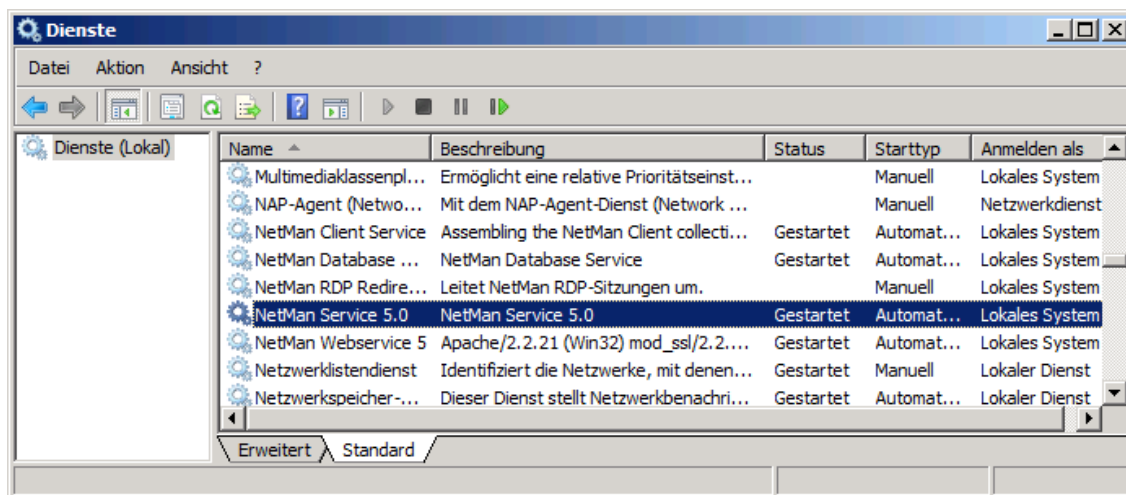 Dienste
Datei Aktion Ansicht ?
Dienste (Lokal)
Name Beschreibung Status Starttyp Anmelden als
Multimediaklassenpl... Ermöglicht eine relative Prioritätseinst... Manuell Lokales System
NAP-Agent (Netwo... Mit dem NAP-Agent-Dienst (Network ... Manuell Netzwerkdienst
NetMan Client Service Assembling the NetMan Client collecti... Gestartet Automat... Lokales System
NetMan Database ... NetMan Database Service Gestartet Automat... Lokales System
NetMan RDP Redire... Leitet NetMan RDP-Sitzungen um. Manuell Lokales System
NetMan Service 5.0 NetMan Service 5.0 Gestartet Automat... Lokales System
NetMan Webservice 5 Apache/2.2.21 (Win32) mod_ssl/2.2.... Gestartet Automat... Lokales System
Netzwerklistendienst Identifiziert die Netzwerke, mit denen... Gestartet Manuell Lokaler Dienst
Netzwerkspeicher-... Dieser Dienst stellt Netzwerkbenachri... Gestartet Automat... Lokaler Dienst
Erweitert Standard